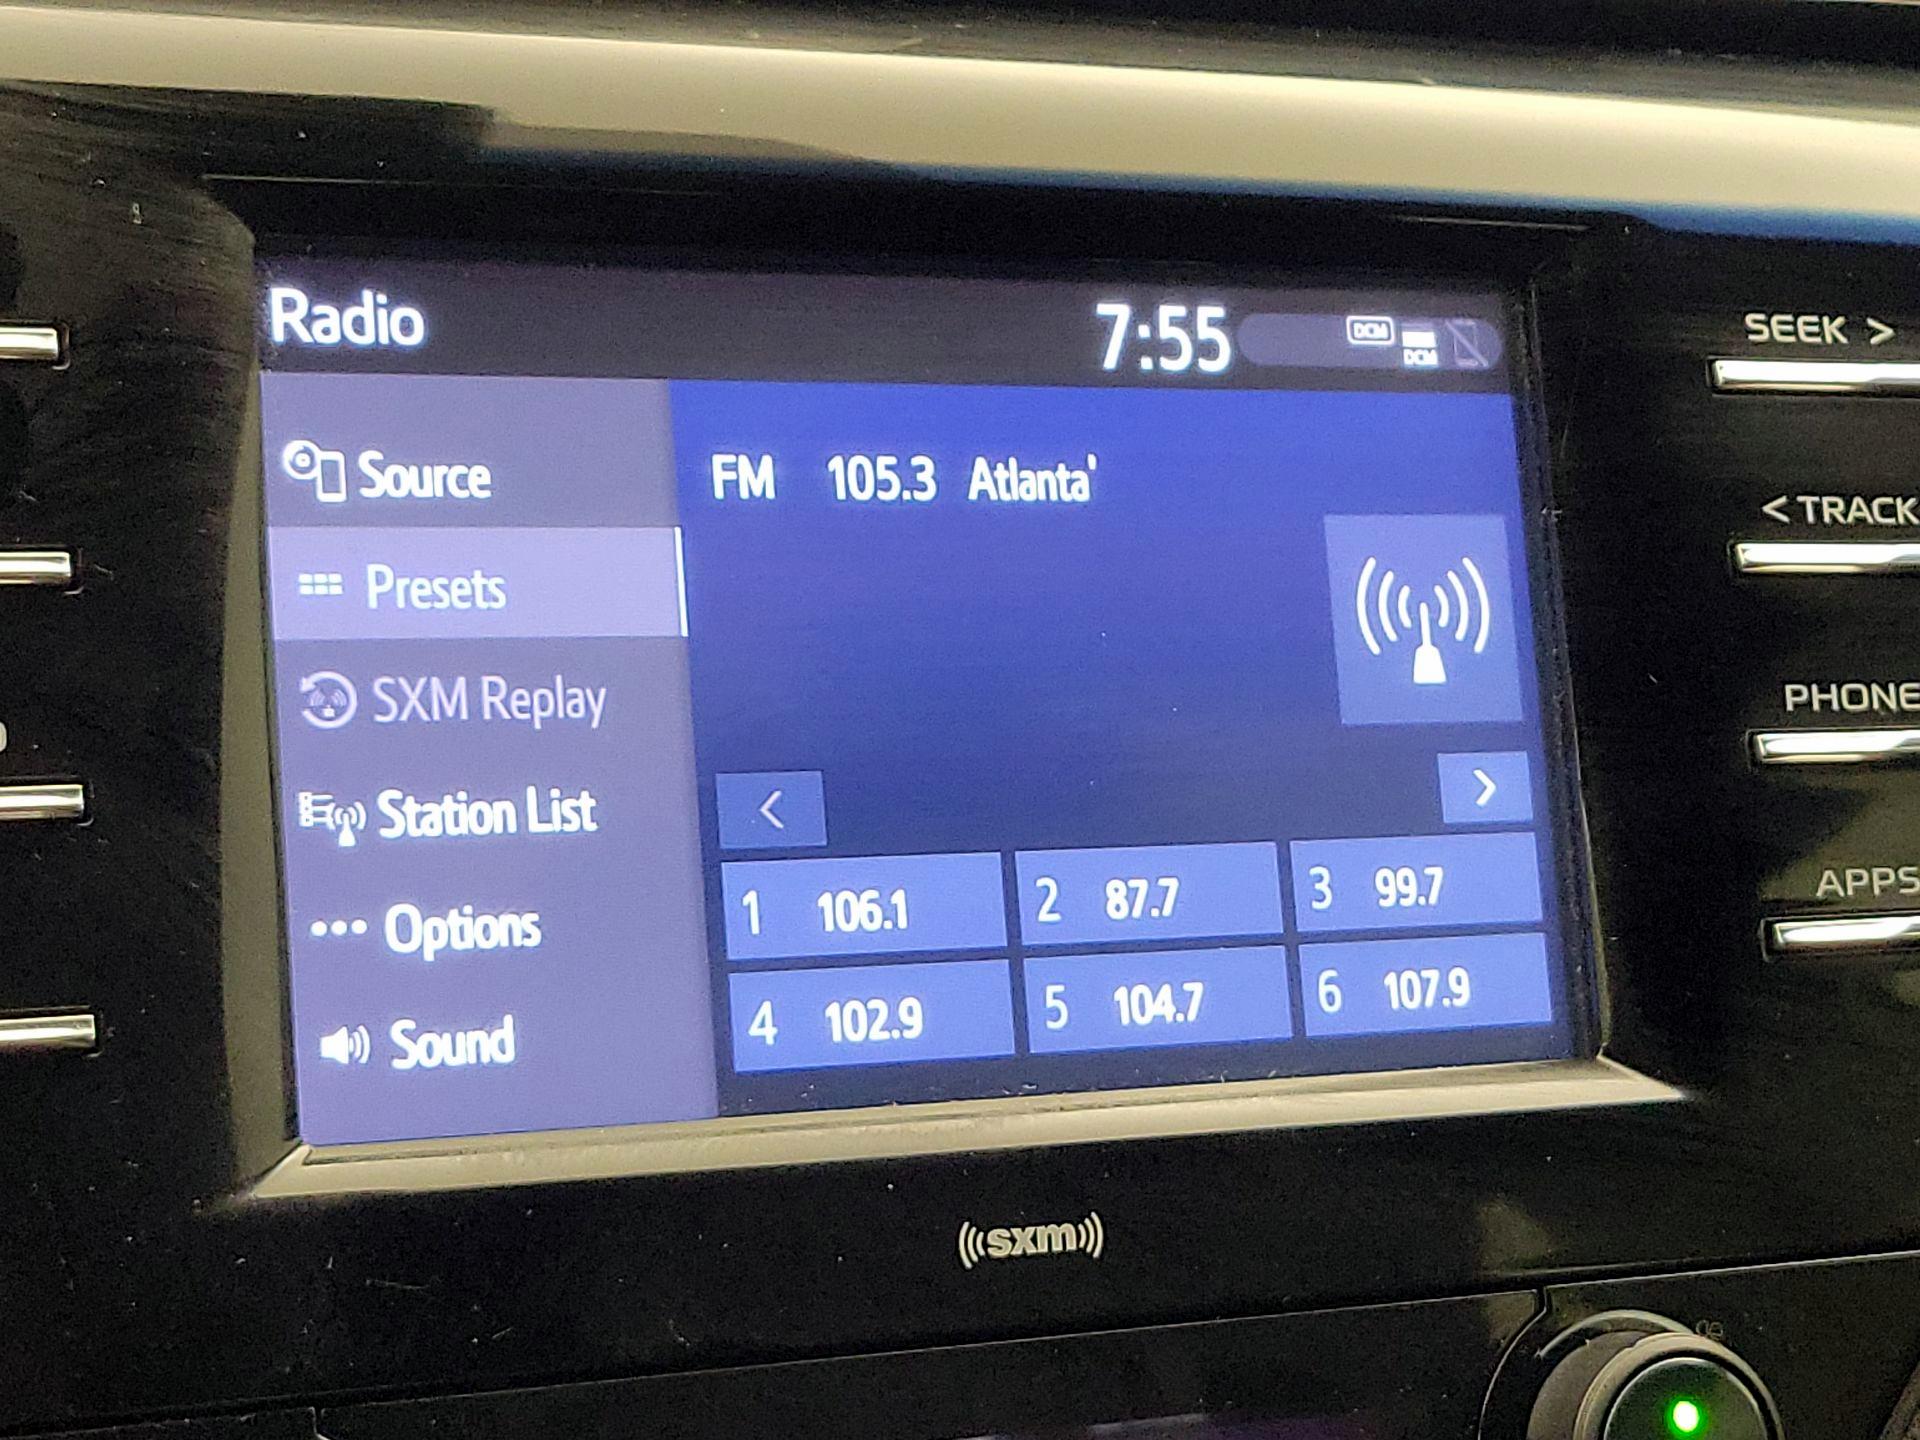 Radio 7:55 DCM
DCM
SEEK >
Source
FM 105.3 Atlanta'
< TRACK
Presets
SXM Replay
PHONE
Station List
< >
Options
1 106.1 2 87.7 3 99.7
APPS
Sound
4 102.9 5 104.7 6 107.9
sxm